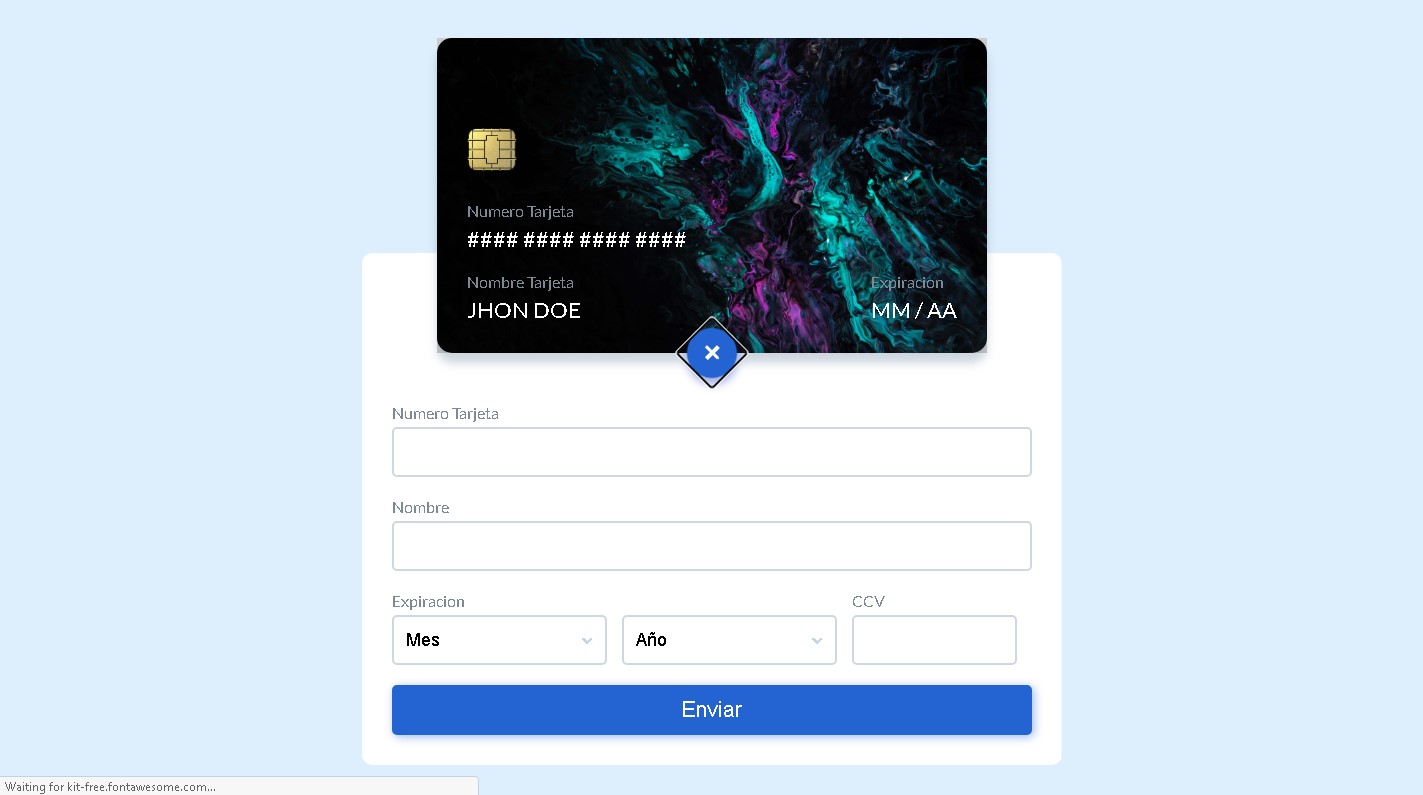 Numero Tarjeta
#### #### #### ####
Nombre Tarjeta
Expiracion
JHON DOE
MM / AA
Numero Tarjeta
Nombre
Expiracion
CCV
Mes
Año
Enviar
Waiting for kit-free.fontawesome.com...